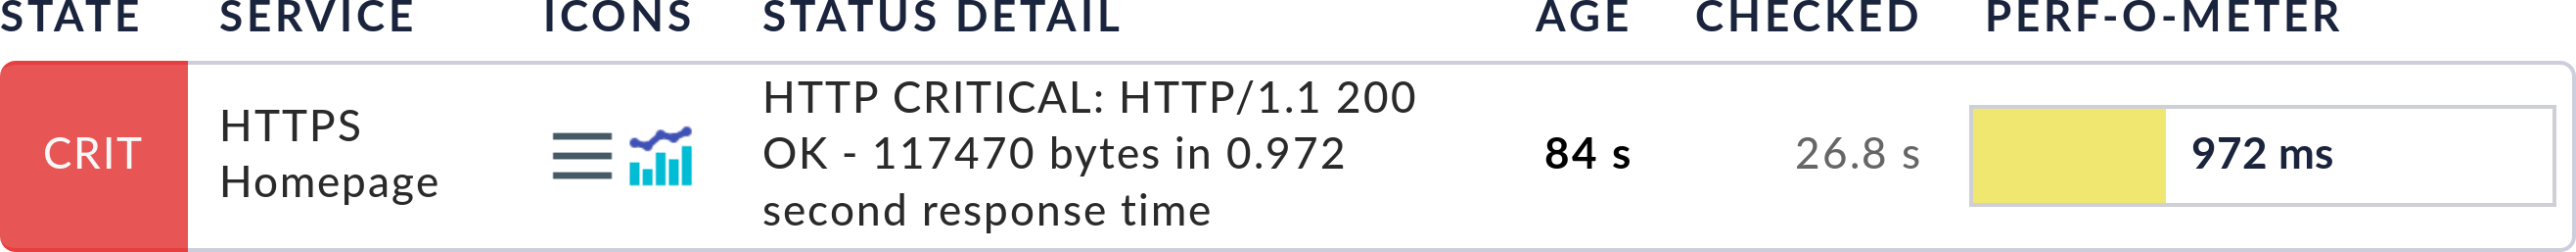 STATE SERVICE ICONS STATUS DETAIL AGE CHECKED PERF-O-METER
CRIT
HTTPS
Homepage
HTTP CRITICAL: HTTP/1.1 200
OK - 117470 bytes in 0.972
second response time
84 s
26.8 s
972 ms